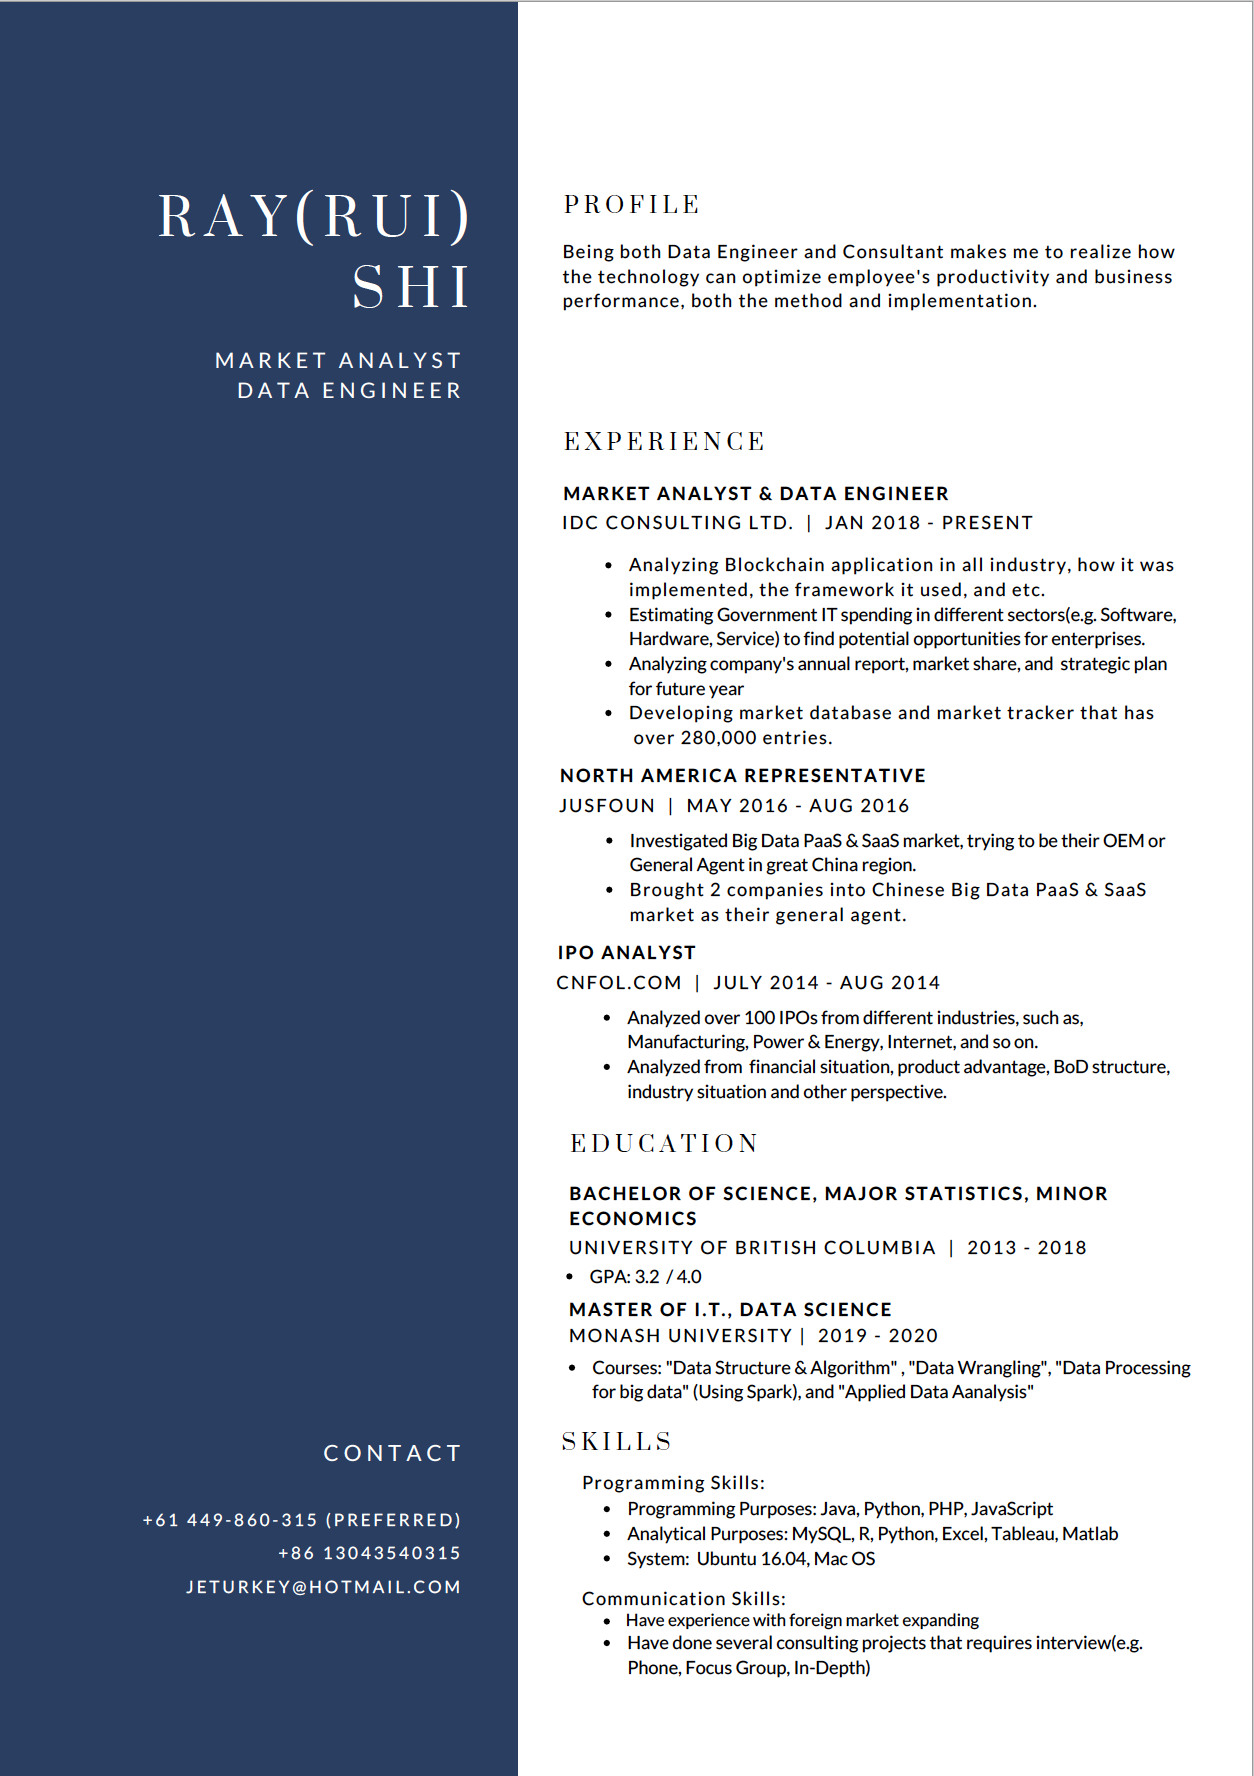 RAY(RUI)
SHI
MARKET ANALYST
DATA ENGINEER
CONTACT
+61 449-860-315 (PREFERRED)
+86 13043540315
JETURKEY@HOTMAIL.COM
PROFILE
Being both Data Engineer and Consultant makes me to realize how
the technology can optimize employee's productivity and business
performance, both the method and implementation.
EXPERIENCE
MARKET ANALYST & DATA ENGINEER
IDC CONSULTING LTD. | JAN 2018 - PRESENT
• Analyzing Blockchain application in all industry, how it was
implemented, the framework it used, and etc.
• Estimating Government IT spending in different sectors(e.g. Software,
Hardware, Service) to find potential opportunities for enterprises.
• Analyzing company's annual report, market share, and strategic plan
for future year
• Developing market database and market tracker that has
over 280,000 entries.
NORTH AMERICA REPRESENTATIVE
JUSFOUN | MAY 2016 - AUG 2016
• Investigated Big Data PaaS & SaaS market, trying to be their OEM or
General Agent in great China region.
• Brought 2 companies into Chinese Big Data PaaS & SaaS
market as their general agent.
IPO ANALYST
CNFOL.COM | JULY 2014 - AUG 2014
• Analyzed over 100 IPOs from different industries, such as,
Manufacturing, Power & Energy, Internet, and so on.
• Analyzed from financial situation, product advantage, BoD structure,
industry situation and other perspective.
EDUCATION
BACHELOR OF SCIENCE, MAJOR STATISTICS, MINOR
ECONOMICS
UNIVERSITY OF BRITISH COLUMBIA | 2013 - 2018
• GPA: 3.2 / 4.0
MASTER OF I.T., DATA SCIENCE
MONASH UNIVERSITY | 2019 - 2020
• Courses: "Data Structure & Algorithm" , "Data Wrangling", "Data Processing
for big data" (Using Spark), and "Applied Data Aanalysis"
SKILLS
Programming Skills:
• Programming Purposes: Java, Python, PHP, JavaScript
• Analytical Purposes: MySQL, R, Python, Excel, Tableau, Matlab
• System: Ubuntu 16.04, Mac OS
Communication Skills:
• Have experience with foreign market expanding
• Have done several consulting projects that requires interview(e.g.
Phone, Focus Group, In-Depth)